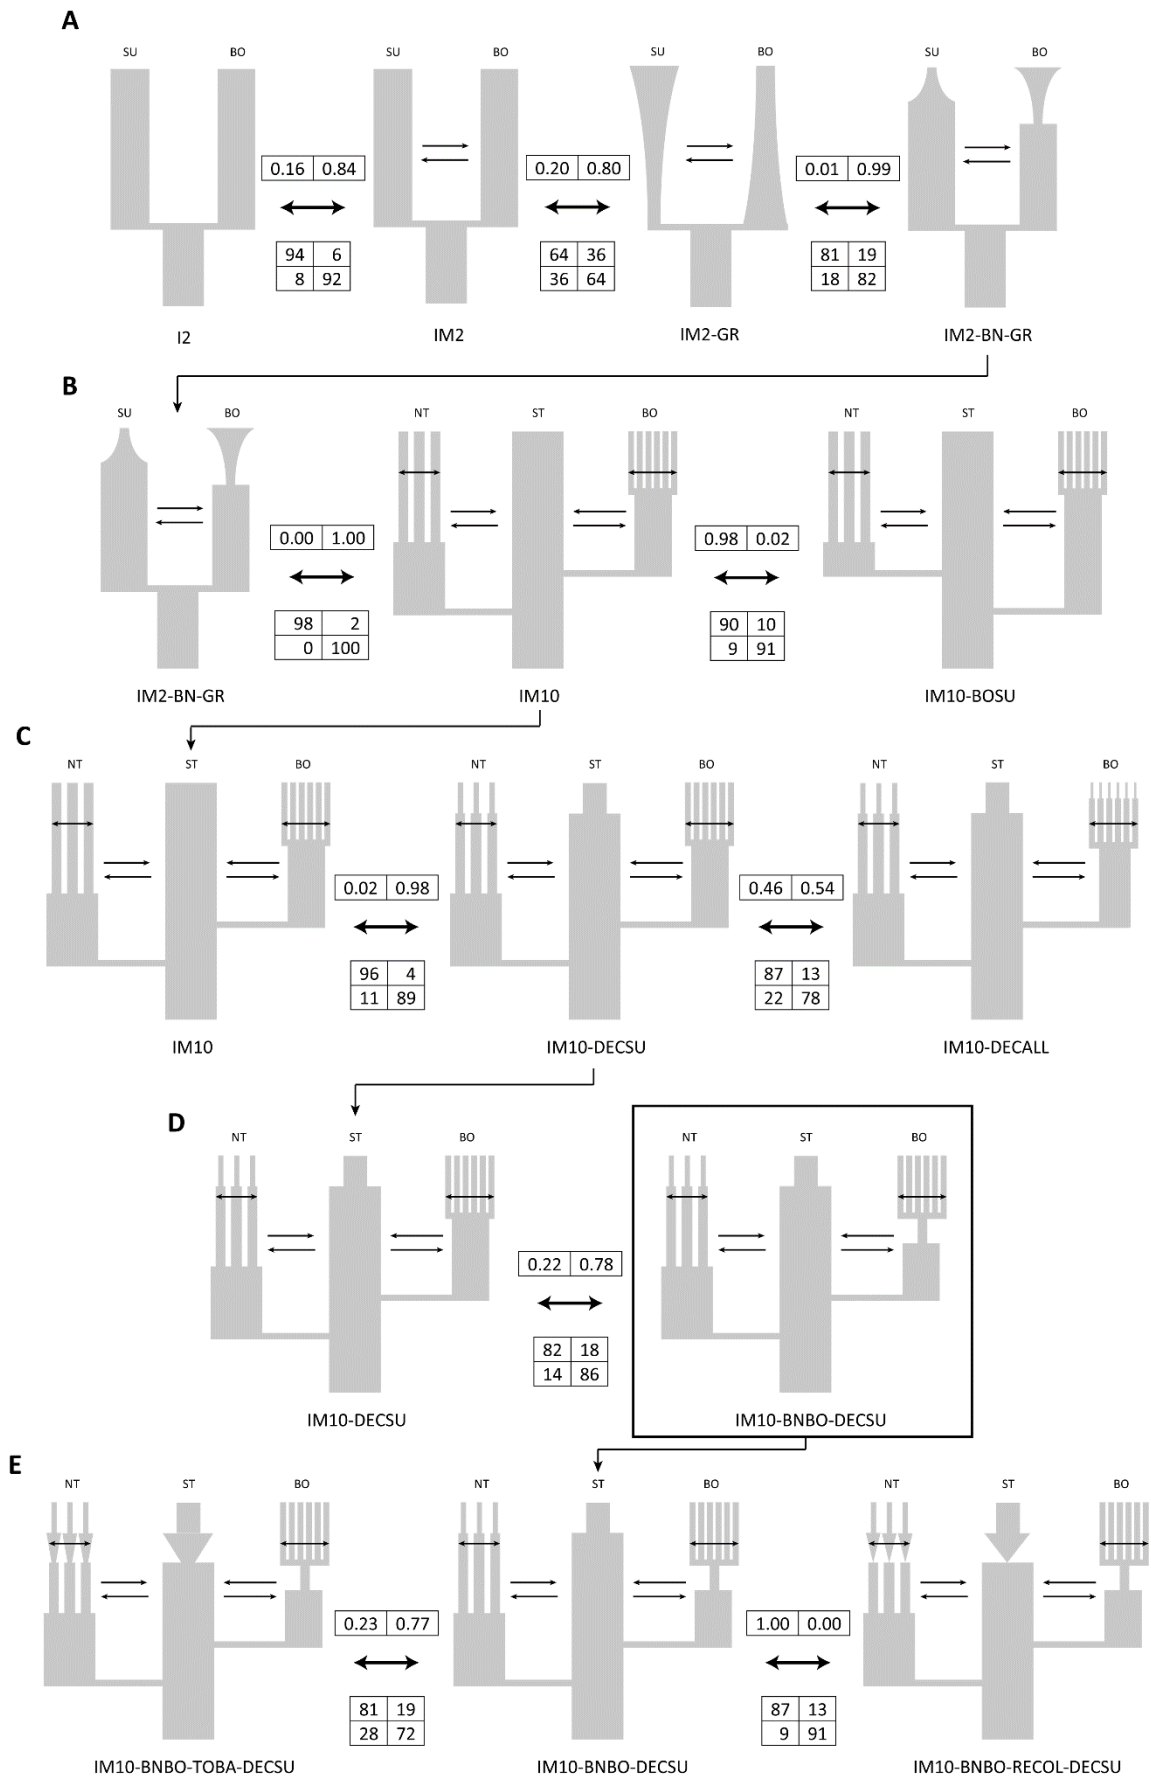 A
SU BO SU BO SU BO SU BO
0.16 0.84 0.20 0.80 0.01 0.99
94 6 64 36 81 19
8 92 36 64 18 82
I2 IM2 IM2-GR IM2-BN-GR
B
SU BO NT ST BO NT ST BO
0.00 1.00 0.98 0.02
98 2 90 10
0 100 9 91
IM2-BN-GR IM10 IM10-BOSU
C
NT ST BO NT ST BO NT ST BO
0.02 0.98 0.46 0.54
96 4 87 13
11 89 22 78
IM10 IM10-DECSU IM10-DECALL
D
NT ST BO NT ST BO
0.22 0.78
82 18
14 86
IM10-DECSU IM10-BNBO-DECSU
E
NT ST BO NT ST BO NT ST BO
0.23 0.77 1.00 0.00
81 19 87 13
28 72 9 91
IM10-BNBO-TOBA-DECSU IM10-BNBO-DECSU IM10-BNBO-RECOL-DECSU